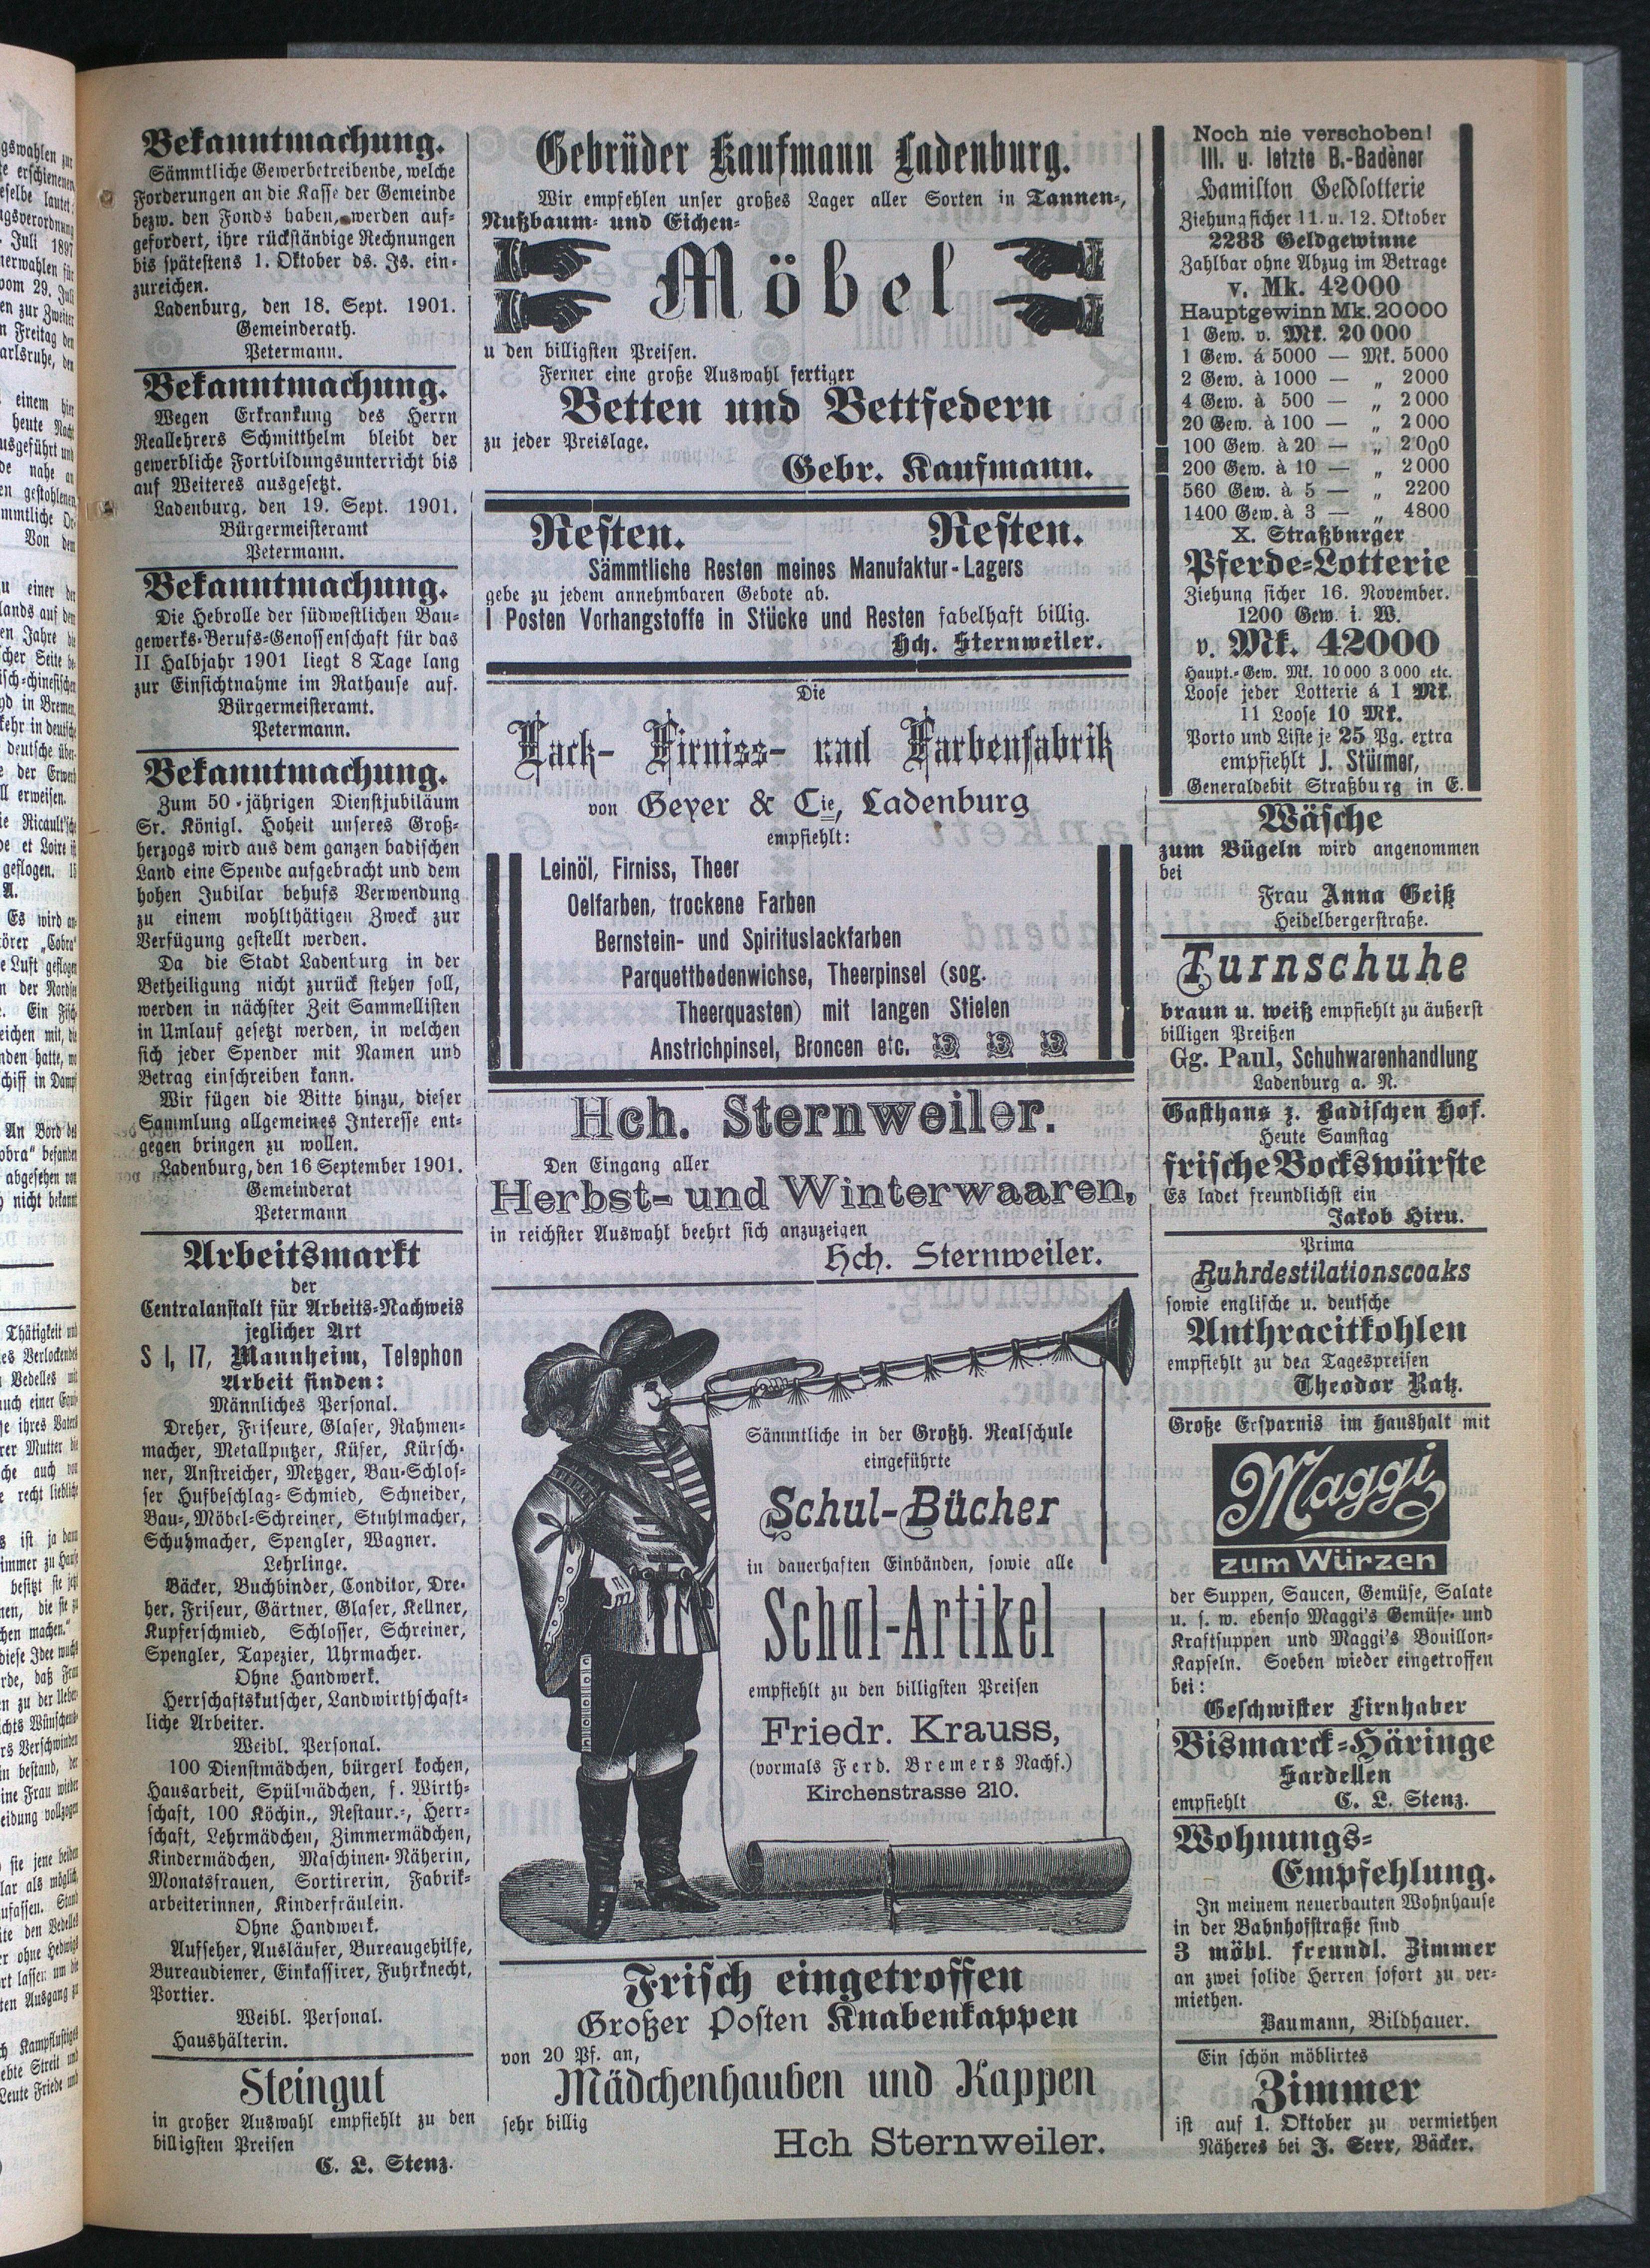 Bekanntmachung.
Sämmtliche Gewerbetreibende, welche
Forderungen an die Kasse der Gemeinde
bezw. den Fonds haben, werden auf-
gefordert, ihre rückständige Rechnungen
bis spätestens 1. Oktober ds. Js. ein-
zureichen.
Ladenburg, den 18. Sept. 1901.
Gemeinderath.
Petermann.
Bekanntmachung.
Wegen Erkrankung des Herrn
Reallehrers Schmitthelm bleibt der
gewerbliche Fortbildungsunterricht bis
auf Weiteres ausgesetzt.
Ladenburg, den 19. Sept. 1901.
Bürgermeisteramt
Petermann.
Bekanntmachung.
Die Hebrolle der südwestlichen Bau-
gewerks-Berufs-Genossenschaft für das
II Halbjahr 1901 liegt 8 Tage lang
zur Einsichtnahme im Rathause auf.
Bürgermeisteramt.
Petermann.
Bekanntmachung.
Zum 50-jährigen Dienstjubiläum
Sr. Königl. Hoheit unseres Groß-
herzogs wird aus dem ganzen badischen
Land eine Spende aufgebracht und dem
hohen Jubilar behufs Verwendung
zu einem wohlthätigen Zweck zur
Verfügung gestellt werden.
Da die Stadt Ladenburg in der
Betheiligung nicht zurück stehen soll,
werden in nächster Zeit Sammellisten
in Umlauf gesetzt werden, in welchen
sich jeder Spender mit Namen und
Betrag einschreiben kann.
Wir fügen die Bitte hinzu, dieser
Sammlung allgemeines Interesse ent-
gegen bringen zu wollen.
Ladenburg, den 16 September 1901.
Gemeinderat
Petermann
Arbeitsmarkt
der
Centralanstalt für Arbeits-Nachweis
jeglicher Art
S 1, 17, Mannheim, Telephon
Arbeit finden:
Männliches Personal.
Dreher, Friseure, Glaser, Rahmen-
macher, Metallputzer, Küfer, Kürsch-
ner, Anstreicher, Metzger, Bau-Schlos-
ser Hufbeschlag-Schmied, Schneider,
Bau-, Möbel-Schreiner, Stuhlmacher,
Schuhmacher, Spengler, Wagner.
Lehrlinge.
Bäcker, Buchbinder, Conditor, Dre-
her, Friseur, Gärtner, Glaser, Kellner,
Kupferschmied, Schlosser, Schreiner,
Spengler, Tapezier, Uhrmacher.
Ohne Handwerk.
Herrschaftskutscher, Landwirthschaft-
liche Arbeiter.
Weibl. Personal.
100 Dienstmädchen, bürgerl kochen,
Hausarbeit, Spülmädchen, f. Wirth-
schaft, 100 Köchin., Restaur.-, Herr-
schaft, Lehrmädchen, Zimmermädchen,
Kindermädchen, Maschinen-Näherin,
Monatsfrauen, Sortirerin, Fabrik-
arbeiterinnen, Kinderfräulein.
Ohne Handwerk.
Aufseher, Ausläufer, Bureaugehilfe,
Bureaudiener, Einkassirer, Fuhrknecht,
Portier.
Weibl. Personal.
Haushälterin.
Steingut
in großer Auswahl empfiehlt zu den
billigsten Preisen
C. L. Stenz.
Gebrüder Kaufmann Ladenburg.
Wir empfehlen unser großes Lager aller Sorten in Tannen-,
Nußbaum- und Eichen-
Möbel
u den billigsten Preisen.
Ferner eine große Auswahl fertiger
Betten und Bettfedern
zu jeder Preislage.
Gebr. Kaufmann.
Resten. Resten.
Sämmtliche Resten meines Manufaktur-Lagers
gebe zu jedem annehmbaren Gebote ab.
1 Posten Vorhangstoffe in Stücke und Resten fabelhaft billig.
Hch. Sternweiler.
Die
Lack- Firniss- und Farbenfabrik
von Geyer & Cie, Ladenburg
empfiehlt:
Leinöl, Firniss, Theer
Oelfarben, trockene Farben
Bernstein- und Spirituslackfarben
Parquettbodenwichse, Theerpinsel (sog.
Theerquasten) mit langen Stielen
Anstrichpinsel, Broncen etc.
Hch. Sternweiler.
Den Eingang aller
Herbst- und Winterwaaren,
in reichster Auswahl beehrt sich anzuzeigen
Hch. Sternweiler.
Sämmtliche in der Großh. Realschule
eingeführte
Schul-Bücher
in dauerhaften Einbänden, sowie alle
Schul-Artikel
empfiehlt zu den billigsten Preisen
Friedr. Krauss,
(vormals Ferd. Bremers Nachf.)
Kirchenstrasse 210.
Frisch eingetroffen
Großer Posten Knabenkappen
von 20 Pf. an,
Mädchenhauben und Kappen
sehr billig
Hch Sternweiler.
Noch nie verschoben!
III. u. letzte B.-Badener
Hamilton Geldlotterie
Ziehung sicher 11. u. 12. Oktober
2288 Geldgewinne
Zahlbar ohne Abzug im Betrage
v. Mk. 42000
Hauptgewinn Mk. 20000
1 Gew. v. Mk. 20 000
1 Gew. á 5000 — Mk. 5000
2 Gew. à 1000 — „ 2000
4 Gew. à 500 — „ 2 000
20 Gew. à 100 — „ 2 000
100 Gew. à 20 — „ 2000
200 Gew. à 10 — „ 2 000
560 Gew. à 5 — „ 2200
1400 Gew. à 3 — „ 4800
X. Straßburger
Pferde-Lotterie
Ziehung sicher 16. November.
1200 Gew. i. W.
v. Mk. 42000
Haupt.-Gew. Mk. 10 000 3 000 etc.
Loose jeder Lotterie á 1 Mk.
11 Loose 10 Mk.
Porto und Liste je 25 Pg. extra
empfiehlt J. Stürmer,
Generaldebit Straßburg in E.
Wäsche
zum Bügeln wird angenommen
bei
Frau Anna Geiß
Heidelbergerstraße.
Turnschuhe
braun u. weiß empfiehlt zu äußerst
billigen Preißen
Gg. Paul, Schuhwarenhandlung
Ladenburg a. N.
Gasthaus z. Badischen Hof.
Heute Samstag
frische Bockswürste
Es ladet freundlichst ein
Jakob Hirn.
Prima
Ruhrdestilationscoaks
sowie englische u. deutsche
Anthracitkohlen
empfiehlt zu den Tagespreisen
Theodor Katz.
Große Ersparnis im Haushalt mit
Maggi
zum Würzen
der Suppen, Saucen, Gemüse, Salate
u. s. w. ebenso Maggi's Gemüse- und
Kraftsuppen und Maggi's Bouillon-
Kapseln. Soeben wieder eingetroffen
bei:
Geschwister Firnhaber
Bismarck-Häringe
Sardellen
empfiehlt C. L. Stenz.
Wohnungs-
Empfehlung.
In meinem neuerbauten Wohnhause
in der Bahnhofstraße sind
3 möbl. freundl. Zimmer
an zwei solide Herren sofort zu ver-
miethen.
Baumann, Bildhauer.
Ein schön möblirtes
Zimmer
ist auf 1. Oktober zu vermiethen
Näheres bei J. Serr, Bäcker.